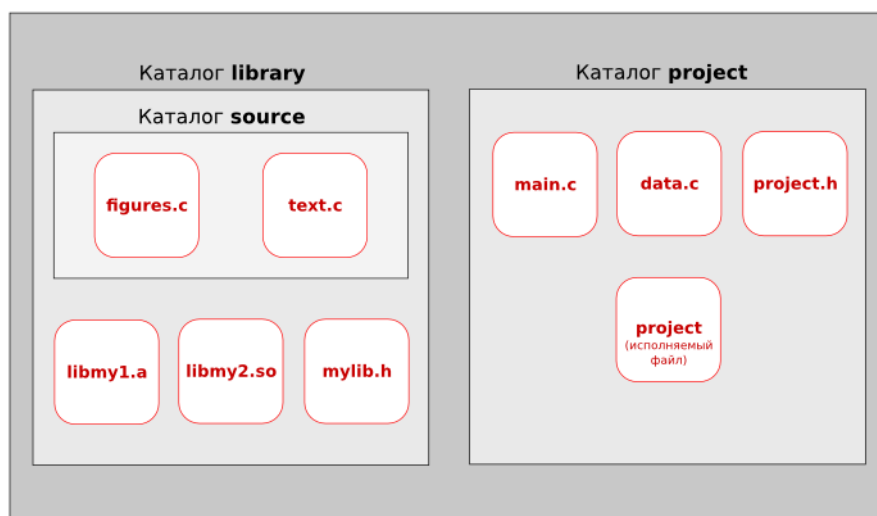 Каталог library
Каталог source
figures.c
text.c
libmy1.a
libmy2.so
mylib.h
Каталог project
main.c
data.c
project.h
project
(исполняемый
файл)